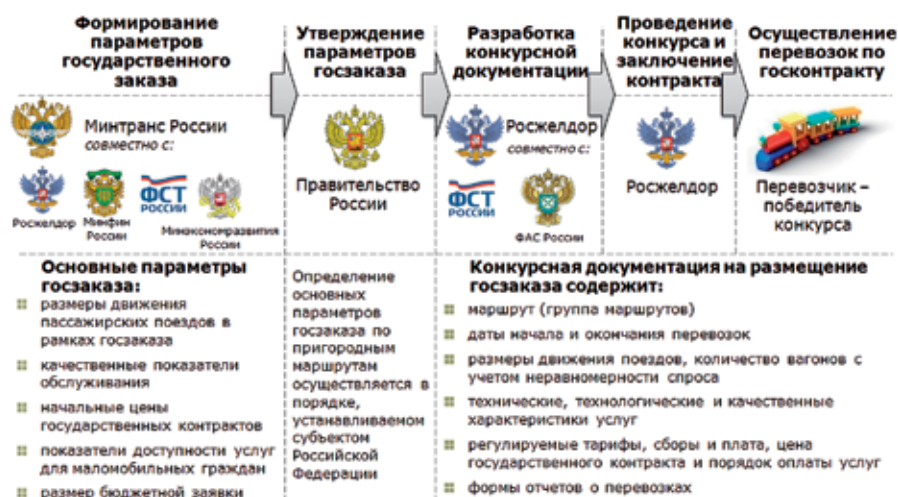 Формирование
параметров
государственного
заказа
Утверждение
параметров
госзаказа
Разработка
конкурсной
документации
Проведение
конкурса и
заключение
контракта
Осуществление
перевозок по
госконтракту
Минтранс России
совместно с:
Росжелдор
Минфин
России
ФСТ
РОССИИ
Минэкономразвития
России
Правительство
России
Росжелдор
совместно с:
ФСТ
РОССИИ
ФАС России
Росжелдор
Перевозчик –
победитель
конкурса
Основные параметры
госзаказа:
размеры движения
пассажирских поездов в
рамках госзаказа
качественные показатели
обслуживания
начальные цены
государственных контрактов
показатели доступности услуг
для маломобильных граждан
размер бюджетной заявки
Определение
основных
параметров
госзаказа по
пригородным
маршрутам
осуществляется в
порядке,
устанавливаемом
субъектом
Российской
Федерации
Конкурсная документация на размещение
госзаказа содержит:
маршрут (группа маршрутов)
даты начала и окончания перевозок
размеры движения поездов, количество вагонов с
учетом неравномерности спроса
технические, технологические и качественные
характеристики услуг
регулируемые тарифы, сборы и плата, цена
государственного контракта и порядок оплаты услуг
формы отчетов о перевозках